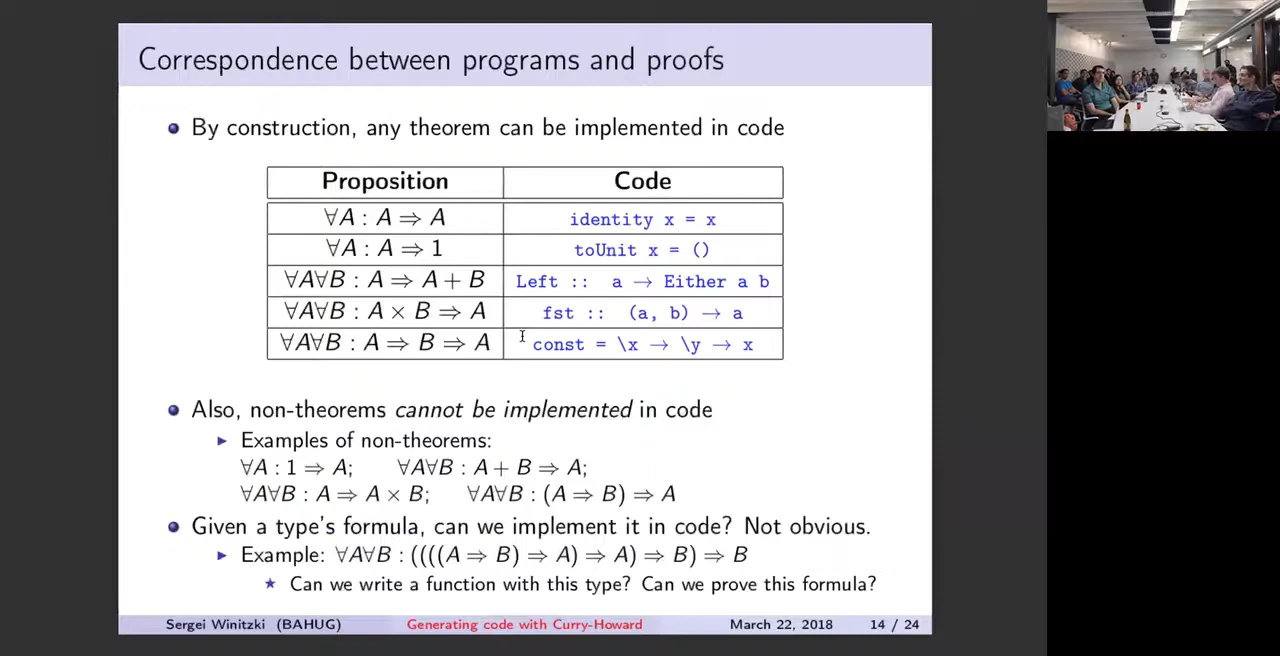 Correspondence between programs and proofs
By construction, any theorem can be implemented in code
Proposition Code
∀A : A ⇒ A identity x = x
∀A : A ⇒ 1 toUnit x = ()
∀A∀B : A ⇒ A + B Left :: a → Either a b
∀A∀B : A × B ⇒ A fst :: (a, b) → a
∀A∀B : A ⇒ B ⇒ A const = \x → \y → x
Also, non-theorems cannot be implemented in code
Examples of non-theorems:
∀A : 1 ⇒ A; ∀A∀B : A + B ⇒ A;
∀A∀B : A ⇒ A × B; ∀A∀B : (A ⇒ B) ⇒ A
Given a type's formula, can we implement it in code? Not obvious.
Example: ∀A∀B : ((((A ⇒ B) ⇒ A) ⇒ A) ⇒ B) ⇒ B
Can we write a function with this type? Can we prove this formula?
Sergei Winitzki (BAHUG) Generating code with Curry-Howard March 22, 2018 14 / 24